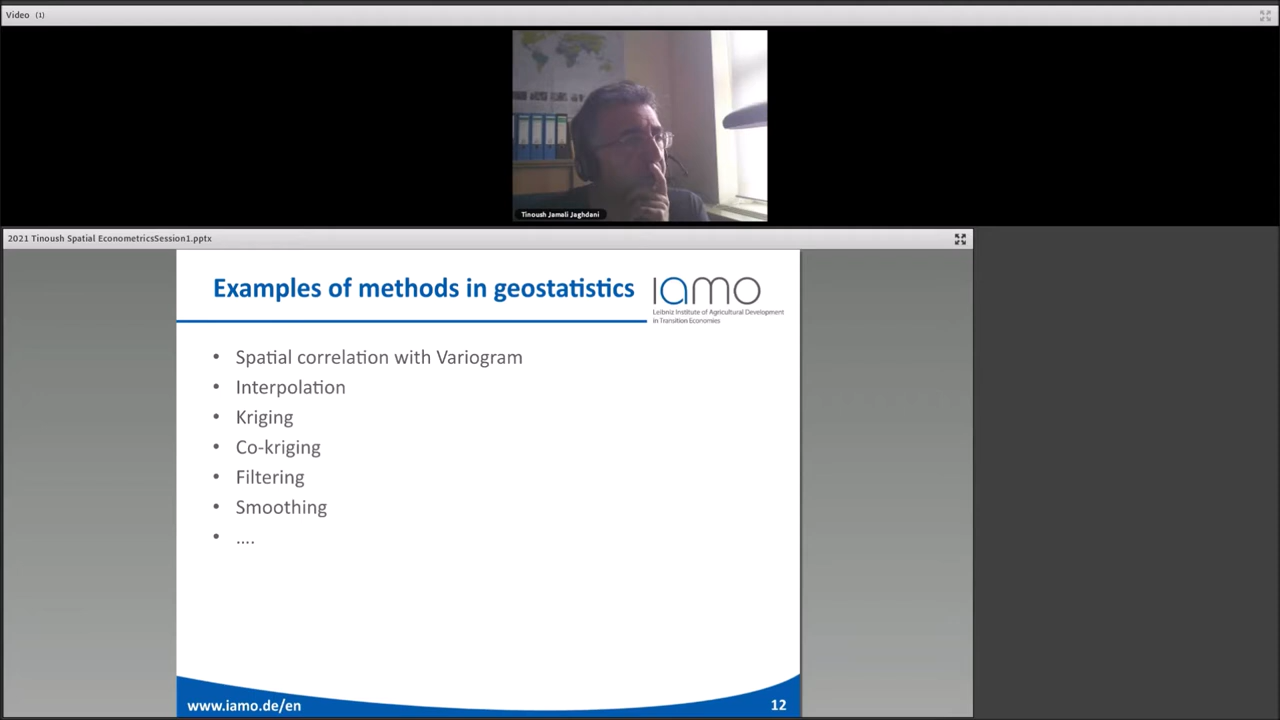 Video (1)
Tinoush Jamali Jaghdani
2021 Tinoush Spatial EconometricsSession1.pptx
Examples of methods in geostatistics
iamo
Leibniz Institute of Agricultural Development
in Transition Economies
• Spatial correlation with Variogram
• Interpolation
• Kriging
• Co-kriging
• Filtering
• Smoothing
• ....
www.iamo.de/en
12